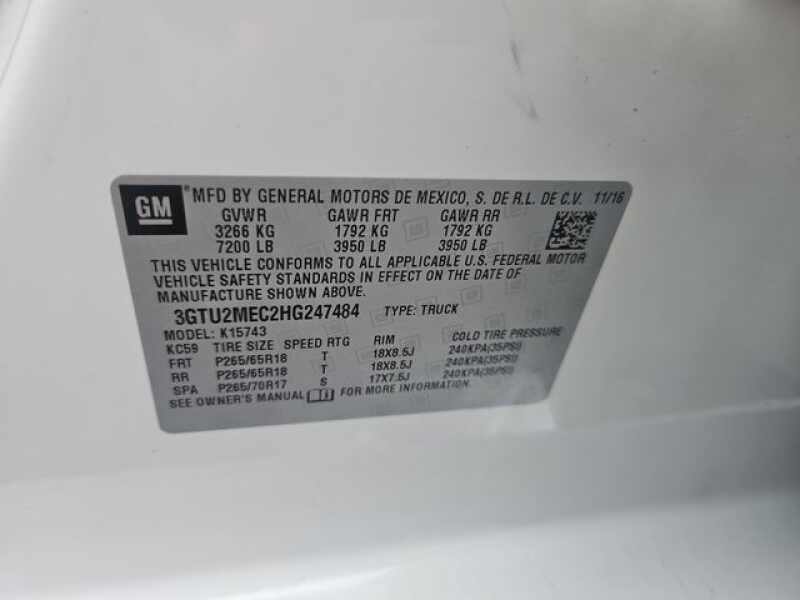 GM ® MFD BY GENERAL MOTORS DE MEXICO, S. DE R.L. DE C.V. 11/16
GVWR GAWR FRT GAWR RR
3266 KG 1792 KG 1792 KG
7200 LB 3950 LB 3950 LB
THIS VEHICLE CONFORMS TO ALL APPLICABLE U.S. FEDERAL MOTOR
VEHICLE SAFETY STANDARDS IN EFFECT ON THE DATE OF
MANUFACTURE SHOWN ABOVE.
3GTU2MEC2HG247484 TYPE: TRUCK
MODEL: K15743
KC59 TIRE SIZE SPEED RTG RIM COLD TIRE PRESSURE
FRT P265/65R18 T 18X8.5J 240KPA(35PSI)
RR P265/65R18 T 18X8.5J 240KPA(35PSI)
SPA P265/70R17 S 17X7.5J 240KPA(35PSI)
SEE OWNER'S MANUAL FOR MORE INFORMATION.